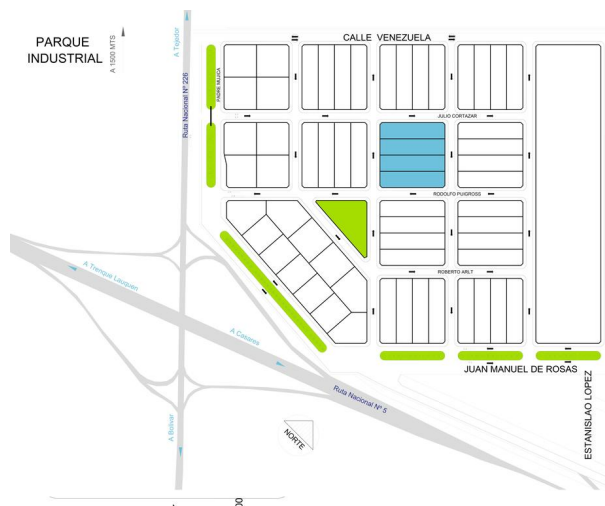 PARQUE
INDUSTRIAL
A 1500 MTS
A Tejedor
Ruta Nacional Nº 226
PADRE MUJICA
CALLE VENEZUELA
JULIO CORTAZAR
RODOLFO PUIGROSS
ROBERTO ARLT
A Trenque Lauquen
A Casares
Ruta Nacional Nº 5
A Bolívar
JUAN MANUEL DE ROSAS
ESTANISLAO LOPEZ
NORTE